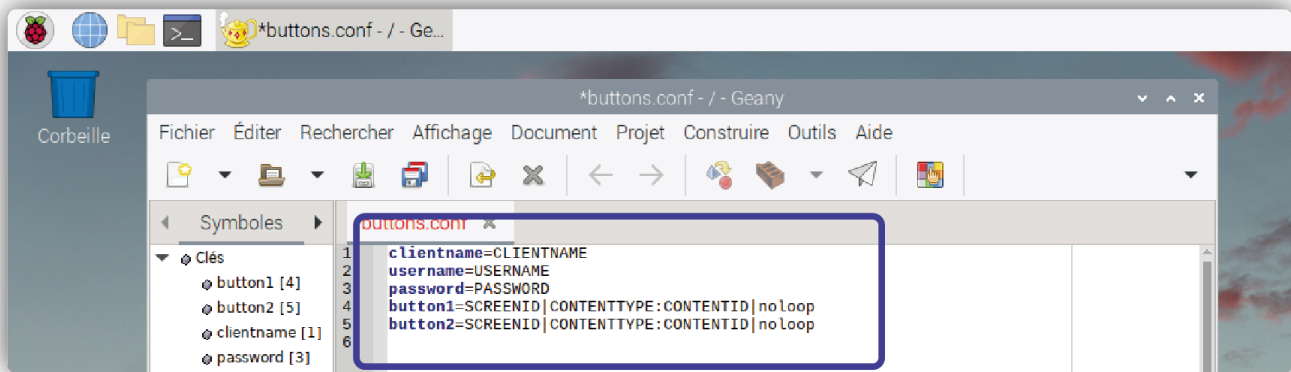 *buttons.conf - / - Ge...
Corbeille
*buttons.conf - / - Geany
Fichier Éditer Rechercher Affichage Document Projet Construire Outils Aide
Symboles
buttons.conf
Clés
button1 [4]
button2 [5]
clientname [1]
password [3]
1 clientname=CLIENTNAME
2 username=USERNAME
3 password=PASSWORD
4 button1=SCREENID|CONTENTTYPE:CONTENTID|noloop
5 button2=SCREENID|CONTENTTYPE:CONTENTID|noloop
6